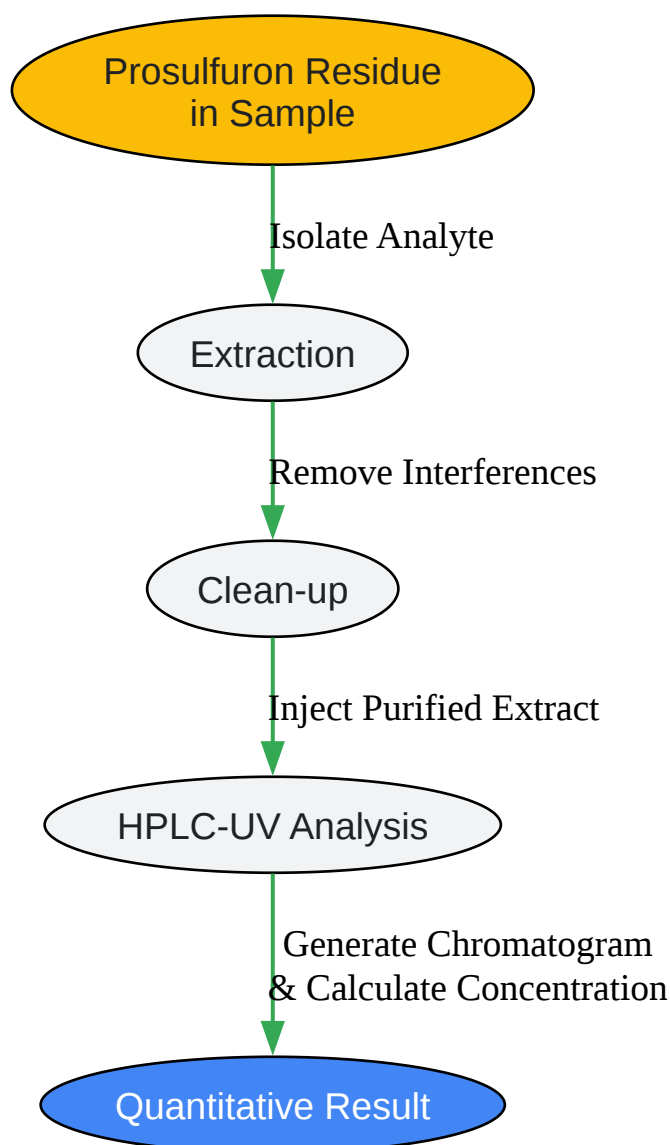 Prosulfuron Residue
in Sample
Isolate Analyte
Extraction
Remove Interferences
Clean-up
Inject Purified Extract
HPLC-UV Analysis
Generate Chromatogram
& Calculate Concentration
Quantitative Result